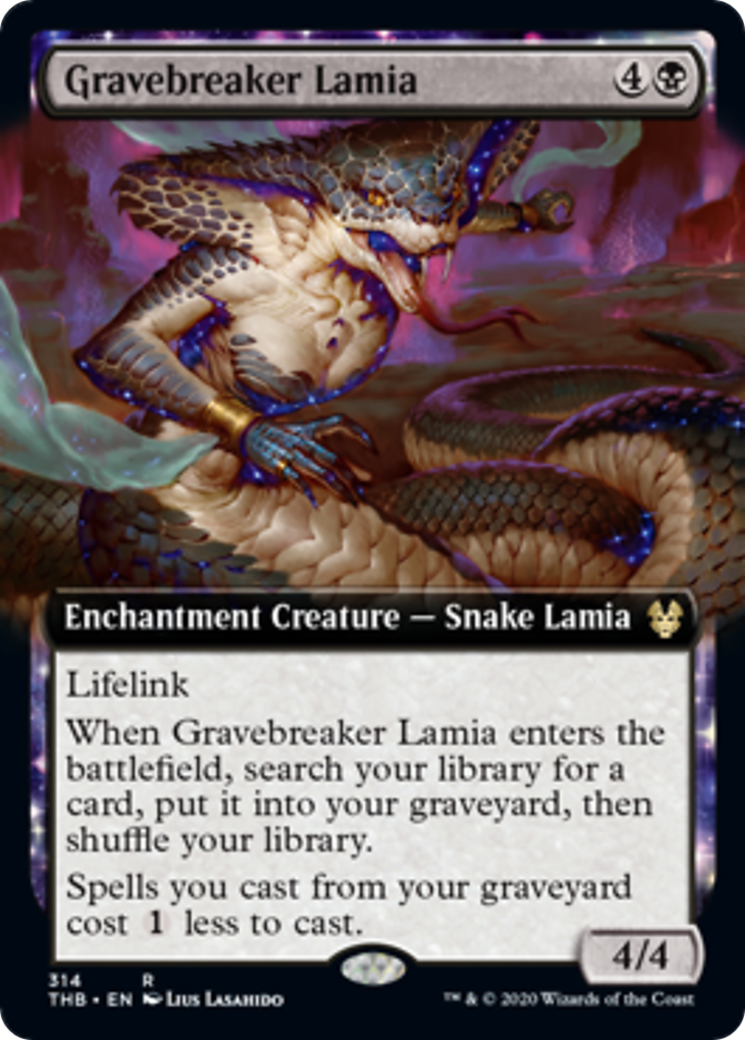 Gravebreaker Lamia 4
Enchantment Creature — Snake Lamia
Lifelink
When Gravebreaker Lamia enters the
battlefield, search your library for a
card, put it into your graveyard, then
shuffle your library.
Spells you cast from your graveyard
cost 1 less to cast.
4/4
314 R
THB • EN Lius Lasahido
™ & © 2020 Wizards of the Coast